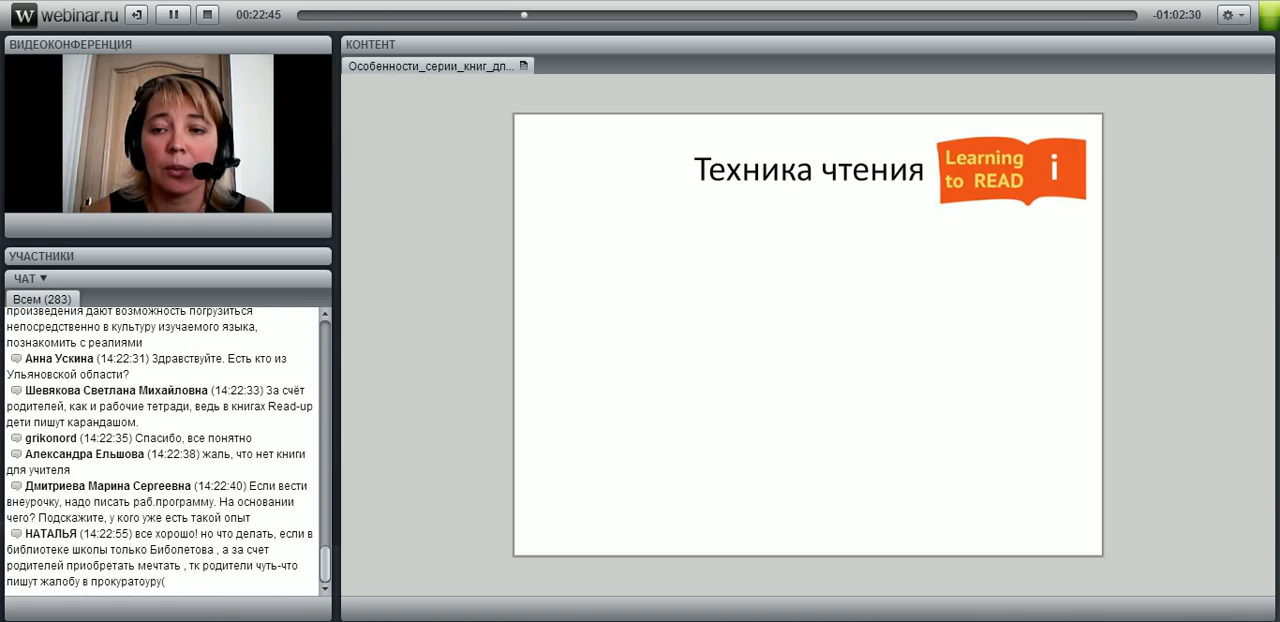 W webinar.ru 00:22:45 -01:02:30
ВИДЕОКОНФЕРЕНЦИЯ
УЧАСТНИКИ
ЧАТ ▼
Всем (283)
произведения дают возможность погрузиться
непосредственно в культуру изучаемого языка,
познакомить с реалиями
Анна Ускина (14:22:31) Здравствуйте. Есть кто из
Ульяновской области?
Шевякова Светлана Михайловна (14:22:33) За счёт
родителей, как и рабочие тетради, ведь в книгах Read-up
дети пишут карандашом.
grikonord (14:22:35) Спасибо, все понятно
Александра Ельшова (14:22:38) жаль, что нет книги
для учителя
Дмитриева Марина Сергеевна (14:22:40) Если вести
внеурочку, надо писать раб.программу. На основании
чего? Подскажите, у кого уже есть такой опыт
НАТАЛЬЯ (14:22:55) все хорошо! но что делать, если в
библиотеке школы только Биболетова , а за счет
родителей приобретать мечтать , тк родители чуть-что
пишут жалобу в прокуратоуру(
КОНТЕНТ
Особенности_серии_книг_дл...
Техника чтения
Learning
to READ
i